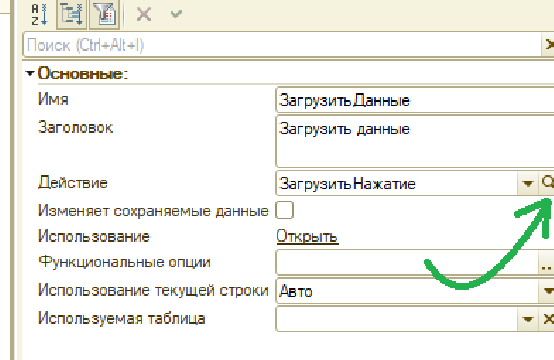 Поиск (Ctrl+Alt+I)
Основные:
Имя ЗагрузитьДанные
Заголовок Загрузить данные
Действие ЗагрузитьНажатие
Изменяет сохраняемые данные
Использование Открыть
Функциональные опции ...
Использование текущей строки Авто
Используемая таблица